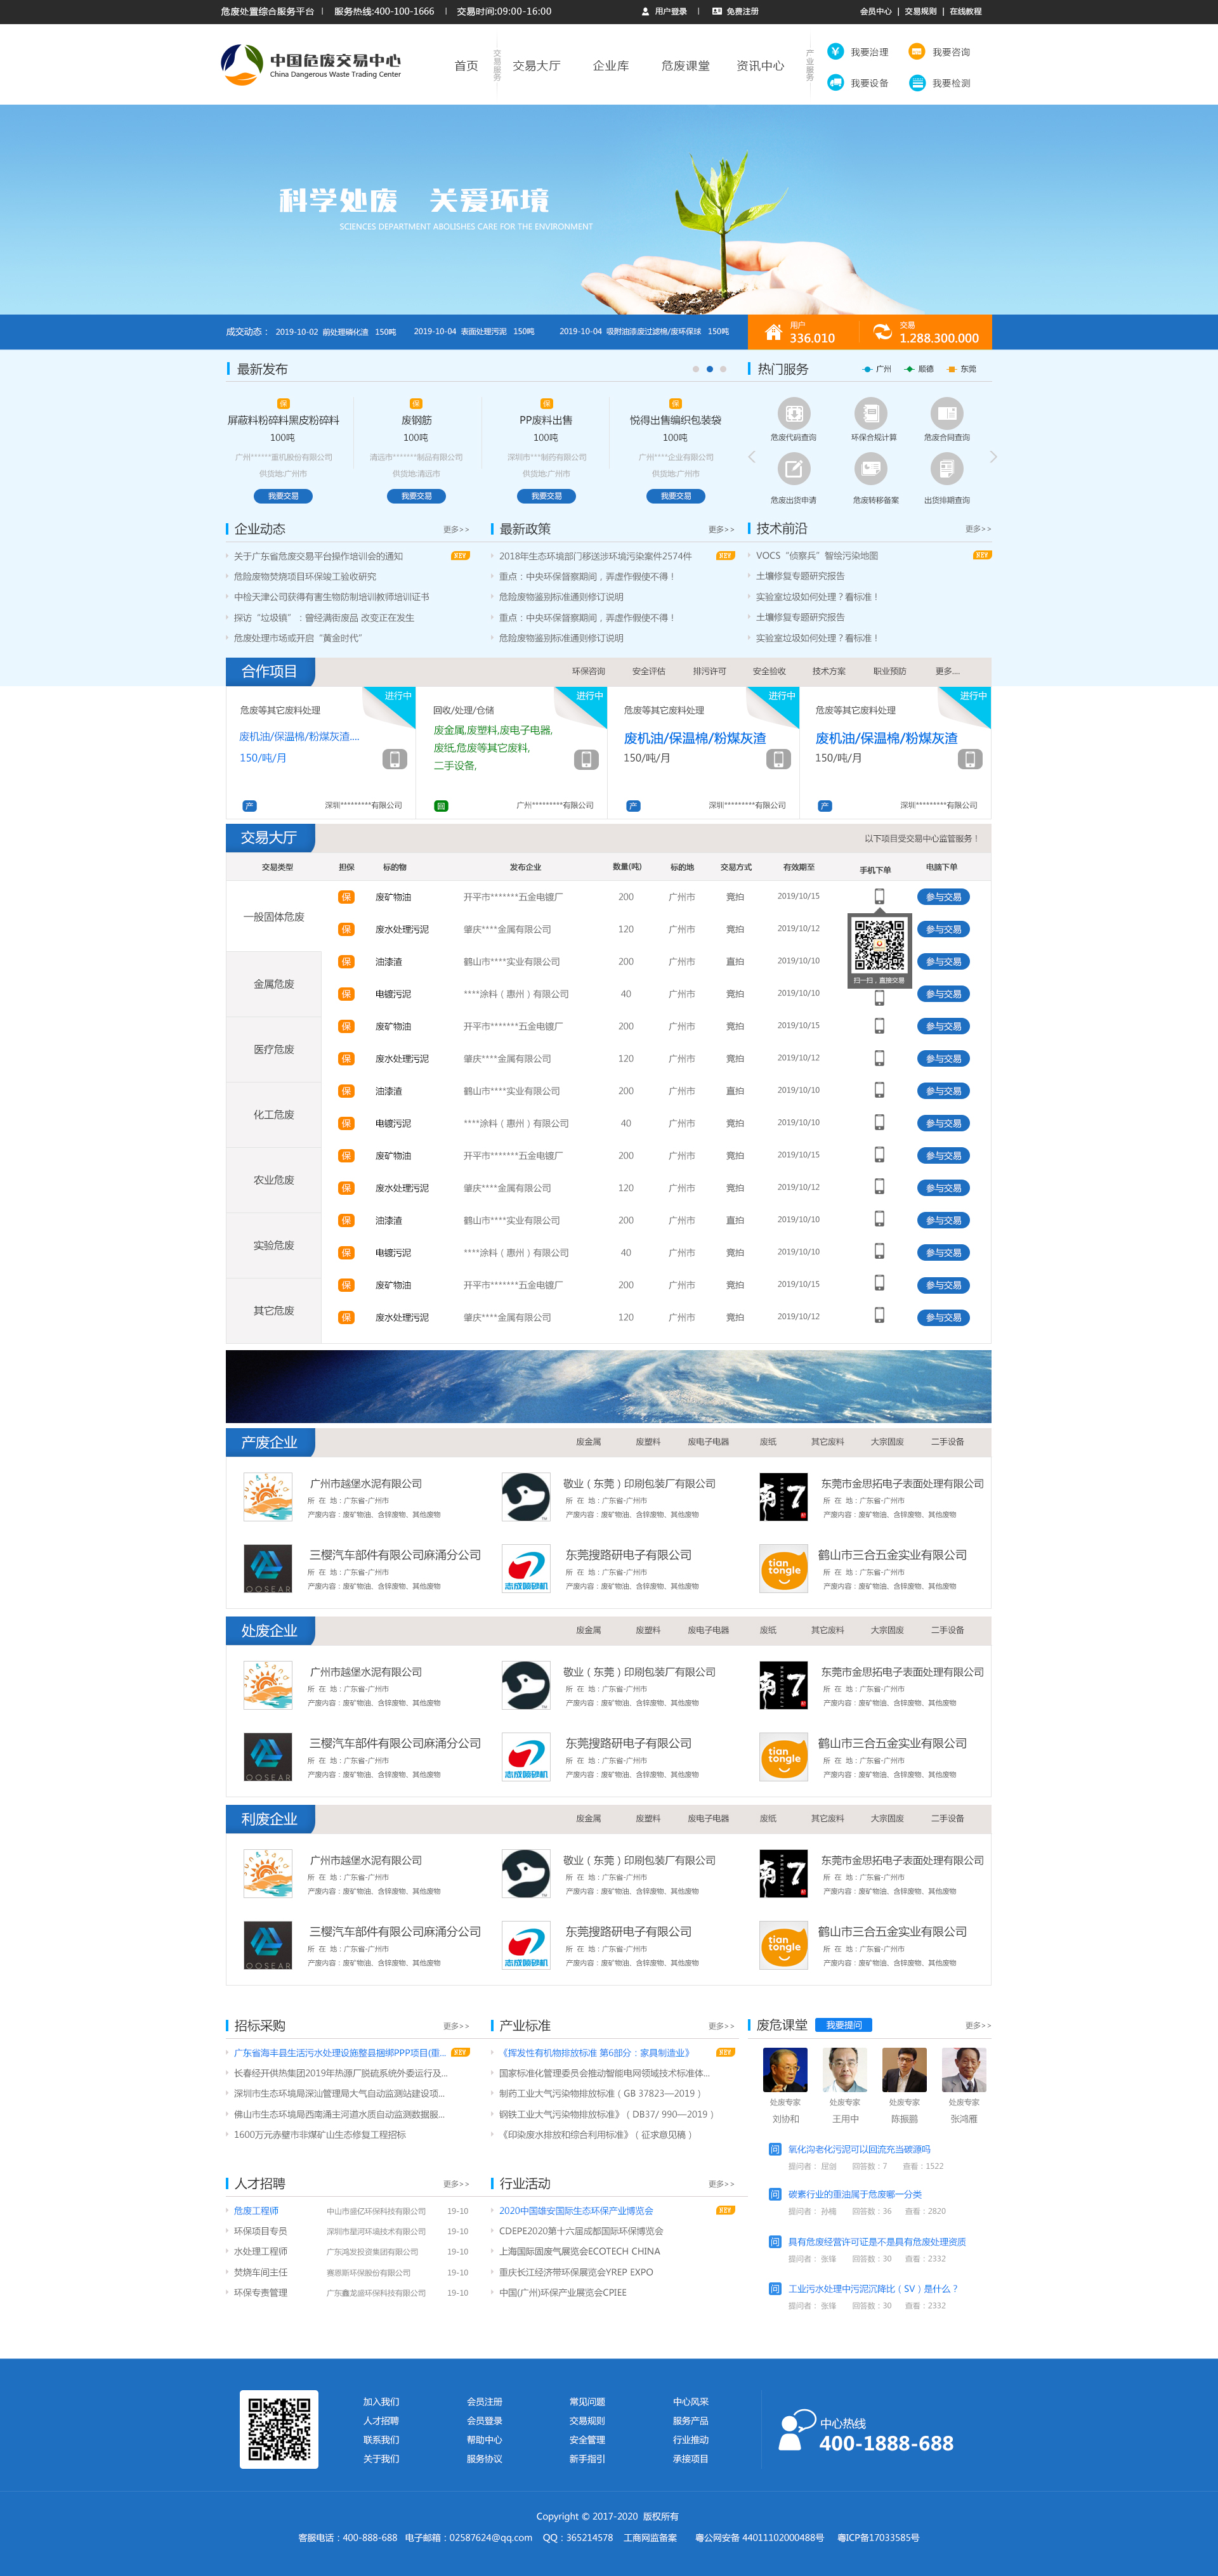 危废处置综合服务平台 | 服务热线:400-100-1666 | 交易时间:09:00-16:00 用户登录 | 免费注册 会员中心 | 交易规则 | 在线教程
中国危废交易中心
China Dangerous Waste Trading Center
首页 交易服务 交易大厅 企业库 危废课堂 资讯中心 产业服务
我要治理 我要咨询
我要设备 我要检测
科学处废 关爱环境
SCIENCES DEPARTMENT ABOLISHES CARE FOR THE ENVIRONMENT
成交动态： 2019-10-02 前处理磷化渣 150吨 2019-10-04 表面处理污泥 150吨 2019-10-04 吸附油漆废过滤棉/废环保球 150吨
用户 336.010 交易 1.288.300.000
最新发布
保 保 保 保
屏蔽料粉碎料黑皮粉碎料 废钢筋 PP废料出售 悦得出售编织包装袋
100吨 100吨 100吨 100吨
广州******重机股份有限公司 清远市*******制品有限公司 深圳市***制药有限公司 广州****企业有限公司
供货地:广州市 供货地:清远市 供货地:广州市 供货地:广州市
我要交易 我要交易 我要交易 我要交易
热门服务 广州 顺德 东莞
危废代码查询 环保合规计算 危废合同查询
危废出货申请 危废转移备案 出货排期查询
企业动态 更多>>
关于广东省危废交易平台操作培训会的通知 NEW
危险废物焚烧项目环保竣工验收研究
中检天津公司获得有害生物防制培训教师培训证书
探访“垃圾镇”：曾经满街废品 改变正在发生
危废处理市场或开启“黄金时代”
最新政策 更多>>
2018年生态环境部门移送涉环境污染案件2574件 NEW
重点：中央环保督察期间，弄虚作假使不得！
危险废物鉴别标准通则修订说明
重点：中央环保督察期间，弄虚作假使不得！
危险废物鉴别标准通则修订说明
技术前沿 更多>>
VOCS“侦察兵”智绘污染地图 NEW
土壤修复专题研究报告
实验室垃圾如何处理？看标准！
土壤修复专题研究报告
实验室垃圾如何处理？看标准！
合作项目 环保咨询 安全评估 排污许可 安全验收 技术方案 职业预防 更多....
进行中 进行中 进行中 进行中
危废等其它废料处理
废机油/保温棉/粉煤灰渣....
150/吨/月
产 深圳*********有限公司
回收/处理/仓储
废金属,废塑料,废电子电器,
废纸,危废等其它废料,
二手设备,
回 广州*********有限公司
危废等其它废料处理
废机油/保温棉/粉煤灰渣
150/吨/月
产 深圳*********有限公司
危废等其它废料处理
废机油/保温棉/粉煤灰渣
150/吨/月
产 深圳*********有限公司
交易大厅 以下项目受交易中心监管服务！
交易类型 担保 标的物 发布企业 数量(吨) 标的地 交易方式 有效期至 手机下单 电脑下单
一般固体危废
金属危废
医疗危废
化工危废
农业危废
实验危废
其它危废
保 废矿物油 开平市*******五金电镀厂 200 广州市 竞拍 2019/10/15 参与交易
保 废水处理污泥 肇庆****金属有限公司 120 广州市 竞拍 2019/10/12 参与交易
保 油漆渣 鹤山市****实业有限公司 200 广州市 直拍 2019/10/10 参与交易
扫一扫，直接交易
保 电镀污泥 ****涂料（惠州）有限公司 40 广州市 竞拍 2019/10/10 参与交易
保 废矿物油 开平市*******五金电镀厂 200 广州市 竞拍 2019/10/15 参与交易
保 废水处理污泥 肇庆****金属有限公司 120 广州市 竞拍 2019/10/12 参与交易
保 油漆渣 鹤山市****实业有限公司 200 广州市 直拍 2019/10/10 参与交易
保 电镀污泥 ****涂料（惠州）有限公司 40 广州市 竞拍 2019/10/10 参与交易
保 废矿物油 开平市*******五金电镀厂 200 广州市 竞拍 2019/10/15 参与交易
保 废水处理污泥 肇庆****金属有限公司 120 广州市 竞拍 2019/10/12 参与交易
保 油漆渣 鹤山市****实业有限公司 200 广州市 直拍 2019/10/10 参与交易
保 电镀污泥 ****涂料（惠州）有限公司 40 广州市 竞拍 2019/10/10 参与交易
保 废矿物油 开平市*******五金电镀厂 200 广州市 竞拍 2019/10/15 参与交易
保 废水处理污泥 肇庆****金属有限公司 120 广州市 竞拍 2019/10/12 参与交易
产废企业 废金属 废塑料 废电子电器 废纸 其它废料 大宗固废 二手设备
广州市越堡水泥有限公司 敬业（东莞）印刷包装厂有限公司 南7 东莞市金思拓电子表面处理有限公司
所 在 地：广东省-广州市 所 在 地：广东省-广州市 所 在 地：广东省-广州市
产废内容：废矿物油、含锌废物、其他废物 产废内容：废矿物油、含锌废物、其他废物 产废内容：废矿物油、含锌废物、其他废物
OOSEAR 三樱汽车部件有限公司麻涌分公司 志成喷砂机 东莞搜路研电子有限公司 tian tongle 鹤山市三合五金实业有限公司
所 在 地：广东省-广州市 所 在 地：广东省-广州市 所 在 地：广东省-广州市
产废内容：废矿物油、含锌废物、其他废物 产废内容：废矿物油、含锌废物、其他废物 产废内容：废矿物油、含锌废物、其他废物
处废企业 废金属 废塑料 废电子电器 废纸 其它废料 大宗固废 二手设备
广州市越堡水泥有限公司 敬业（东莞）印刷包装厂有限公司 南7 东莞市金思拓电子表面处理有限公司
所 在 地：广东省-广州市 所 在 地：广东省-广州市 所 在 地：广东省-广州市
产废内容：废矿物油、含锌废物、其他废物 产废内容：废矿物油、含锌废物、其他废物 产废内容：废矿物油、含锌废物、其他废物
OOSEAR 三樱汽车部件有限公司麻涌分公司 志成喷砂机 东莞搜路研电子有限公司 tian tongle 鹤山市三合五金实业有限公司
所 在 地：广东省-广州市 所 在 地：广东省-广州市 所 在 地：广东省-广州市
产废内容：废矿物油、含锌废物、其他废物 产废内容：废矿物油、含锌废物、其他废物 产废内容：废矿物油、含锌废物、其他废物
利废企业 废金属 废塑料 废电子电器 废纸 其它废料 大宗固废 二手设备
广州市越堡水泥有限公司 敬业（东莞）印刷包装厂有限公司 南7 东莞市金思拓电子表面处理有限公司
所 在 地：广东省-广州市 所 在 地：广东省-广州市 所 在 地：广东省-广州市
产废内容：废矿物油、含锌废物、其他废物 产废内容：废矿物油、含锌废物、其他废物 产废内容：废矿物油、含锌废物、其他废物
OOSEAR 三樱汽车部件有限公司麻涌分公司 志成喷砂机 东莞搜路研电子有限公司 tian tongle 鹤山市三合五金实业有限公司
所 在 地：广东省-广州市 所 在 地：广东省-广州市 所 在 地：广东省-广州市
产废内容：废矿物油、含锌废物、其他废物 产废内容：废矿物油、含锌废物、其他废物 产废内容：废矿物油、含锌废物、其他废物
招标采购 更多>>
广东省海丰县生活污水处理设施整县捆绑PPP项目(重... NEW
长春经开供热集团2019年热源厂脱硫系统外委运行及...
深圳市生态环境局深汕管理局大气自动监测站建设项...
佛山市生态环境局西南涌主河道水质自动监测数据服...
1600万元赤壁市非煤矿山生态修复工程招标
产业标准 更多>>
《挥发性有机物排放标准 第6部分：家具制造业》 NEW
国家标准化管理委员会推动智能电网领域技术标准体...
制药工业大气污染物排放标准（GB 37823—2019）
钢铁工业大气污染物排放标准》（DB37/ 990—2019）
《印染废水排放和综合利用标准》（征求意见稿）
废危课堂 我要提问 更多>>
处废专家 处废专家 处废专家 处废专家
刘协和 王用中 陈振鹏 张鸿雁
问 氧化沟老化污泥可以回流充当碳源吗
提问者： 屈剑 回答数：7 查看：1522
问 碳素行业的重油属于危废哪一分类
提问者： 孙楠 回答数：36 查看：2820
问 具有危废经营许可证是不是具有危废处理资质
提问者： 张锋 回答数：30 查看：2332
问 工业污水处理中污泥沉降比（SV）是什么？
提问者： 张锋 回答数：30 查看：2332
人才招聘 更多>>
危废工程师 中山市盛亿环保科技有限公司 19-10
环保项目专员 深圳市星河环境技术有限公司 19-10
水处理工程师 广东鸿发投资集团有限公司 19-10
焚烧车间主任 赛恩斯环保股份有限公司 19-10
环保专责管理 广东鑫龙盛环保科技有限公司 19-10
行业活动 更多>>
2020中国雄安国际生态环保产业博览会 NEW
CDEPE2020第十六届成都国际环保博览会
上海国际固废气展览会ECOTECH CHINA
重庆长江经济带环保展览会YREP EXPO
中国(广州)环保产业展览会CPIEE
加入我们 会员注册 常见问题 中心风采
人才招聘 会员登录 交易规则 服务产品
联系我们 帮助中心 安全管理 行业推动
关于我们 服务协议 新手指引 承接项目
中心热线
400-1888-688
Copyright © 2017-2020 版权所有
客服电话：400-888-688 电子邮箱：02587624@qq.com QQ：365214578 工商网监备案 粤公网安备 44011102000488号 粤ICP备17033585号